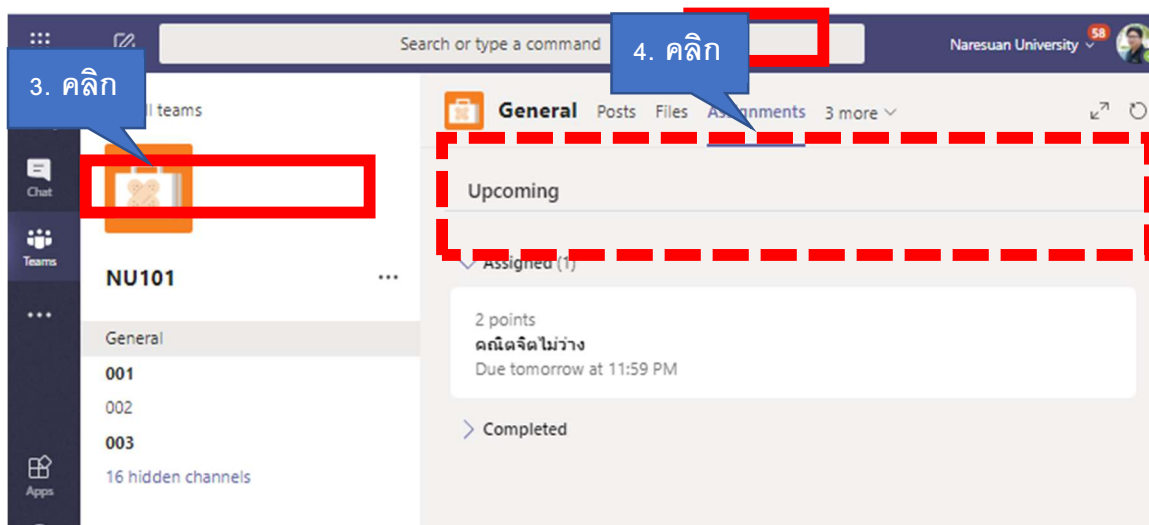 Search or type a command
Naresuan University
58
3. คลิก
4. คลิก
ll teams
General Posts Files Assignments 3 more
Chat
Upcoming
Teams
Assigned (1)
NU101
...
2 points
คณิตจิตไม่ว่าง
Due tomorrow at 11:59 PM
General
001
002
Completed
003
16 hidden channels
Apps